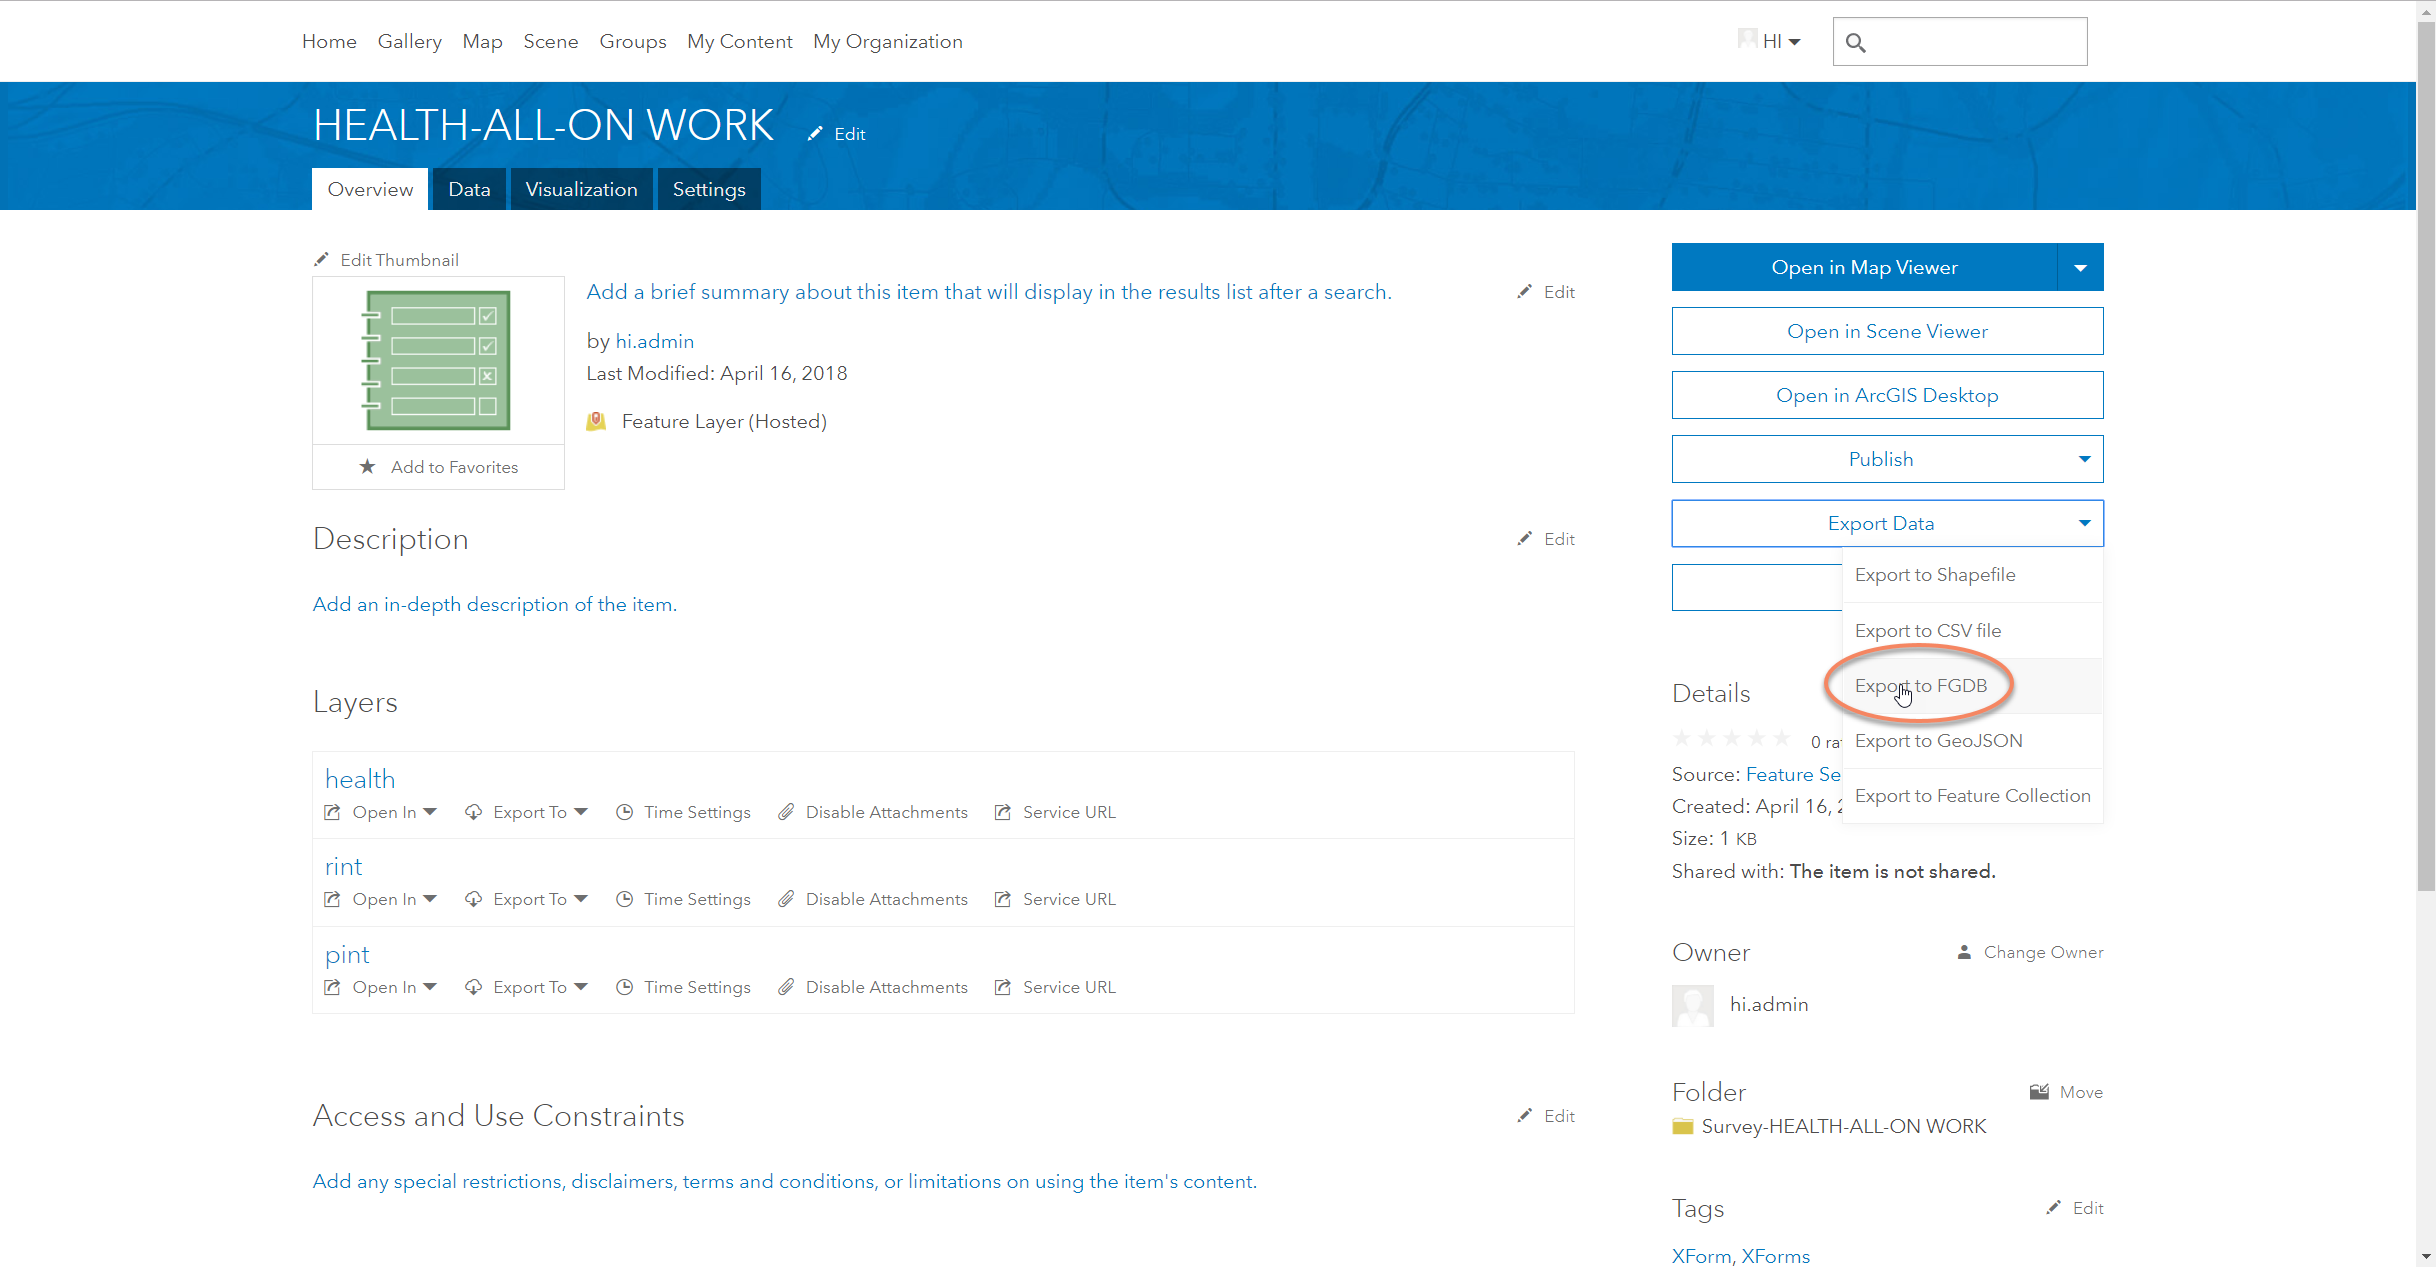 Home Gallery Map Scene Groups My Content My Organization HI
HEALTH-ALL-ON WORK Edit
Overview Data Visualization Settings
Edit Thumbnail
Add a brief summary about this item that will display in the results list after a search. Edit
by hi.admin
Last Modified: April 16, 2018
Feature Layer (Hosted)
Add to Favorites
Description Edit
Add an in-depth description of the item.
Layers
health
Open In Export To Time Settings Disable Attachments Service URL
rint
Open In Export To Time Settings Disable Attachments Service URL
pint
Open In Export To Time Settings Disable Attachments Service URL
Access and Use Constraints Edit
Add any special restrictions, disclaimers, terms and conditions, or limitations on using the item's content.
Open in Map Viewer
Open in Scene Viewer
Open in ArcGIS Desktop
Publish
Export Data
Export to Shapefile
Export to CSV file
Export to FGDB
Export to GeoJSON
Export to Feature Collection
Details
0 ra
Source: Feature Se
Created: April 16, 2
Size: 1 KB
Shared with: The item is not shared.
Owner Change Owner
hi.admin
Folder Move
Survey-HEALTH-ALL-ON WORK
Tags Edit
XForm, XForms